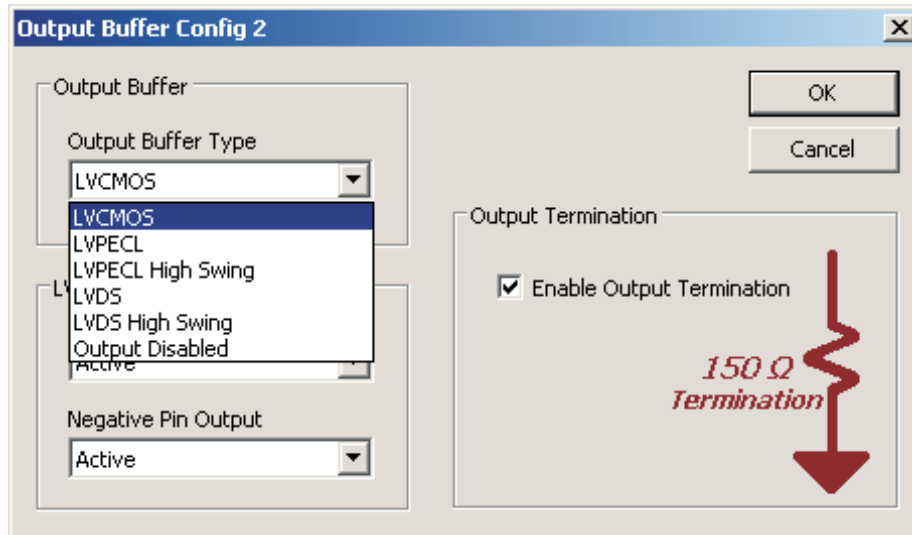 Output Buffer Config 2
Output Buffer
Output Buffer Type
LVCMOS
LVCMOS
LVPECL
LVPECL High Swing
LVDS
LVDS High Swing
Output Disabled
Active
Negative Pin Output
Active
OK
Cancel
Output Termination
Enable Output Termination
150 Ω
Termination